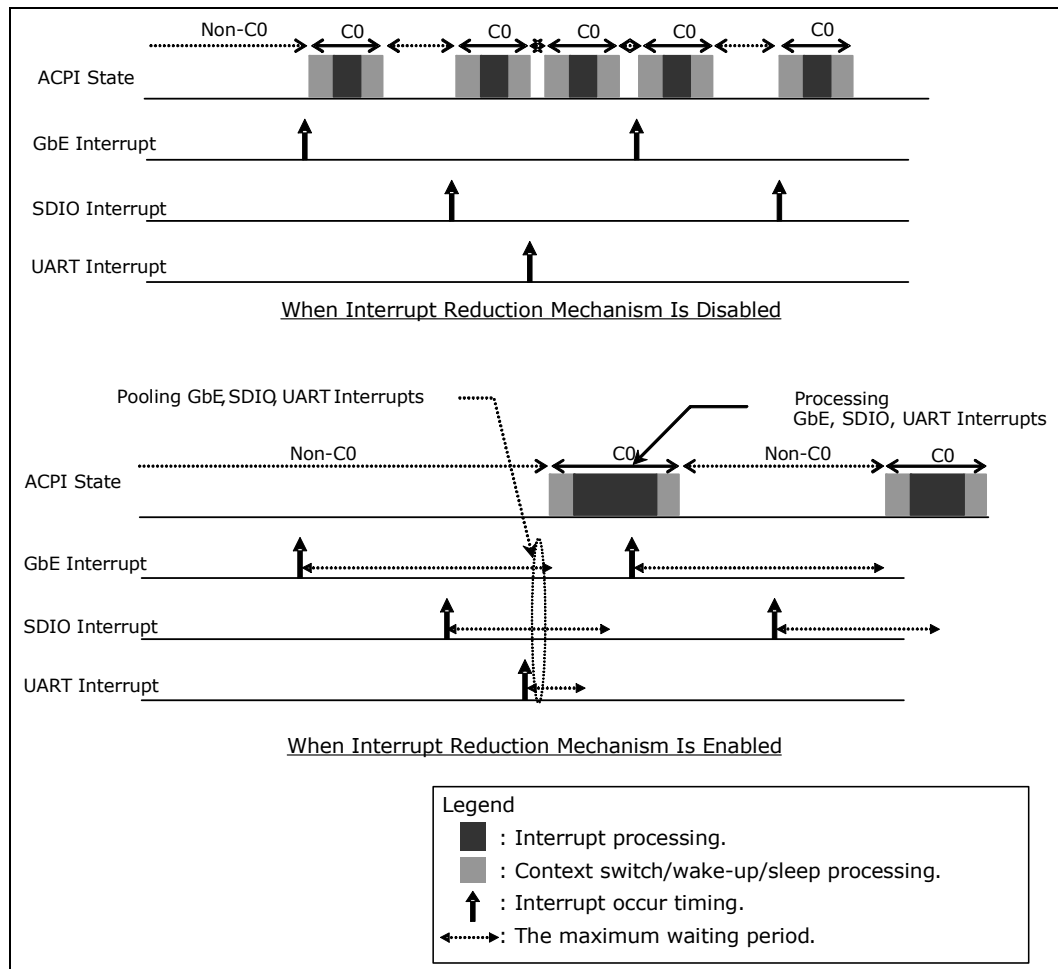 Non-C0 C0 C0 C0 C0 C0
ACPI State
GbE Interrupt
SDIO Interrupt
UART Interrupt
When Interrupt Reduction Mechanism Is Disabled
Pooling GbE, SDIO, UART Interrupts
Processing
GbE, SDIO, UART Interrupts
Non-C0 C0 Non-C0 C0
ACPI State
GbE Interrupt
SDIO Interrupt
UART Interrupt
When Interrupt Reduction Mechanism Is Enabled
Legend
: Interrupt processing.
: Context switch/wake-up/sleep processing.
: Interrupt occur timing.
: The maximum waiting period.